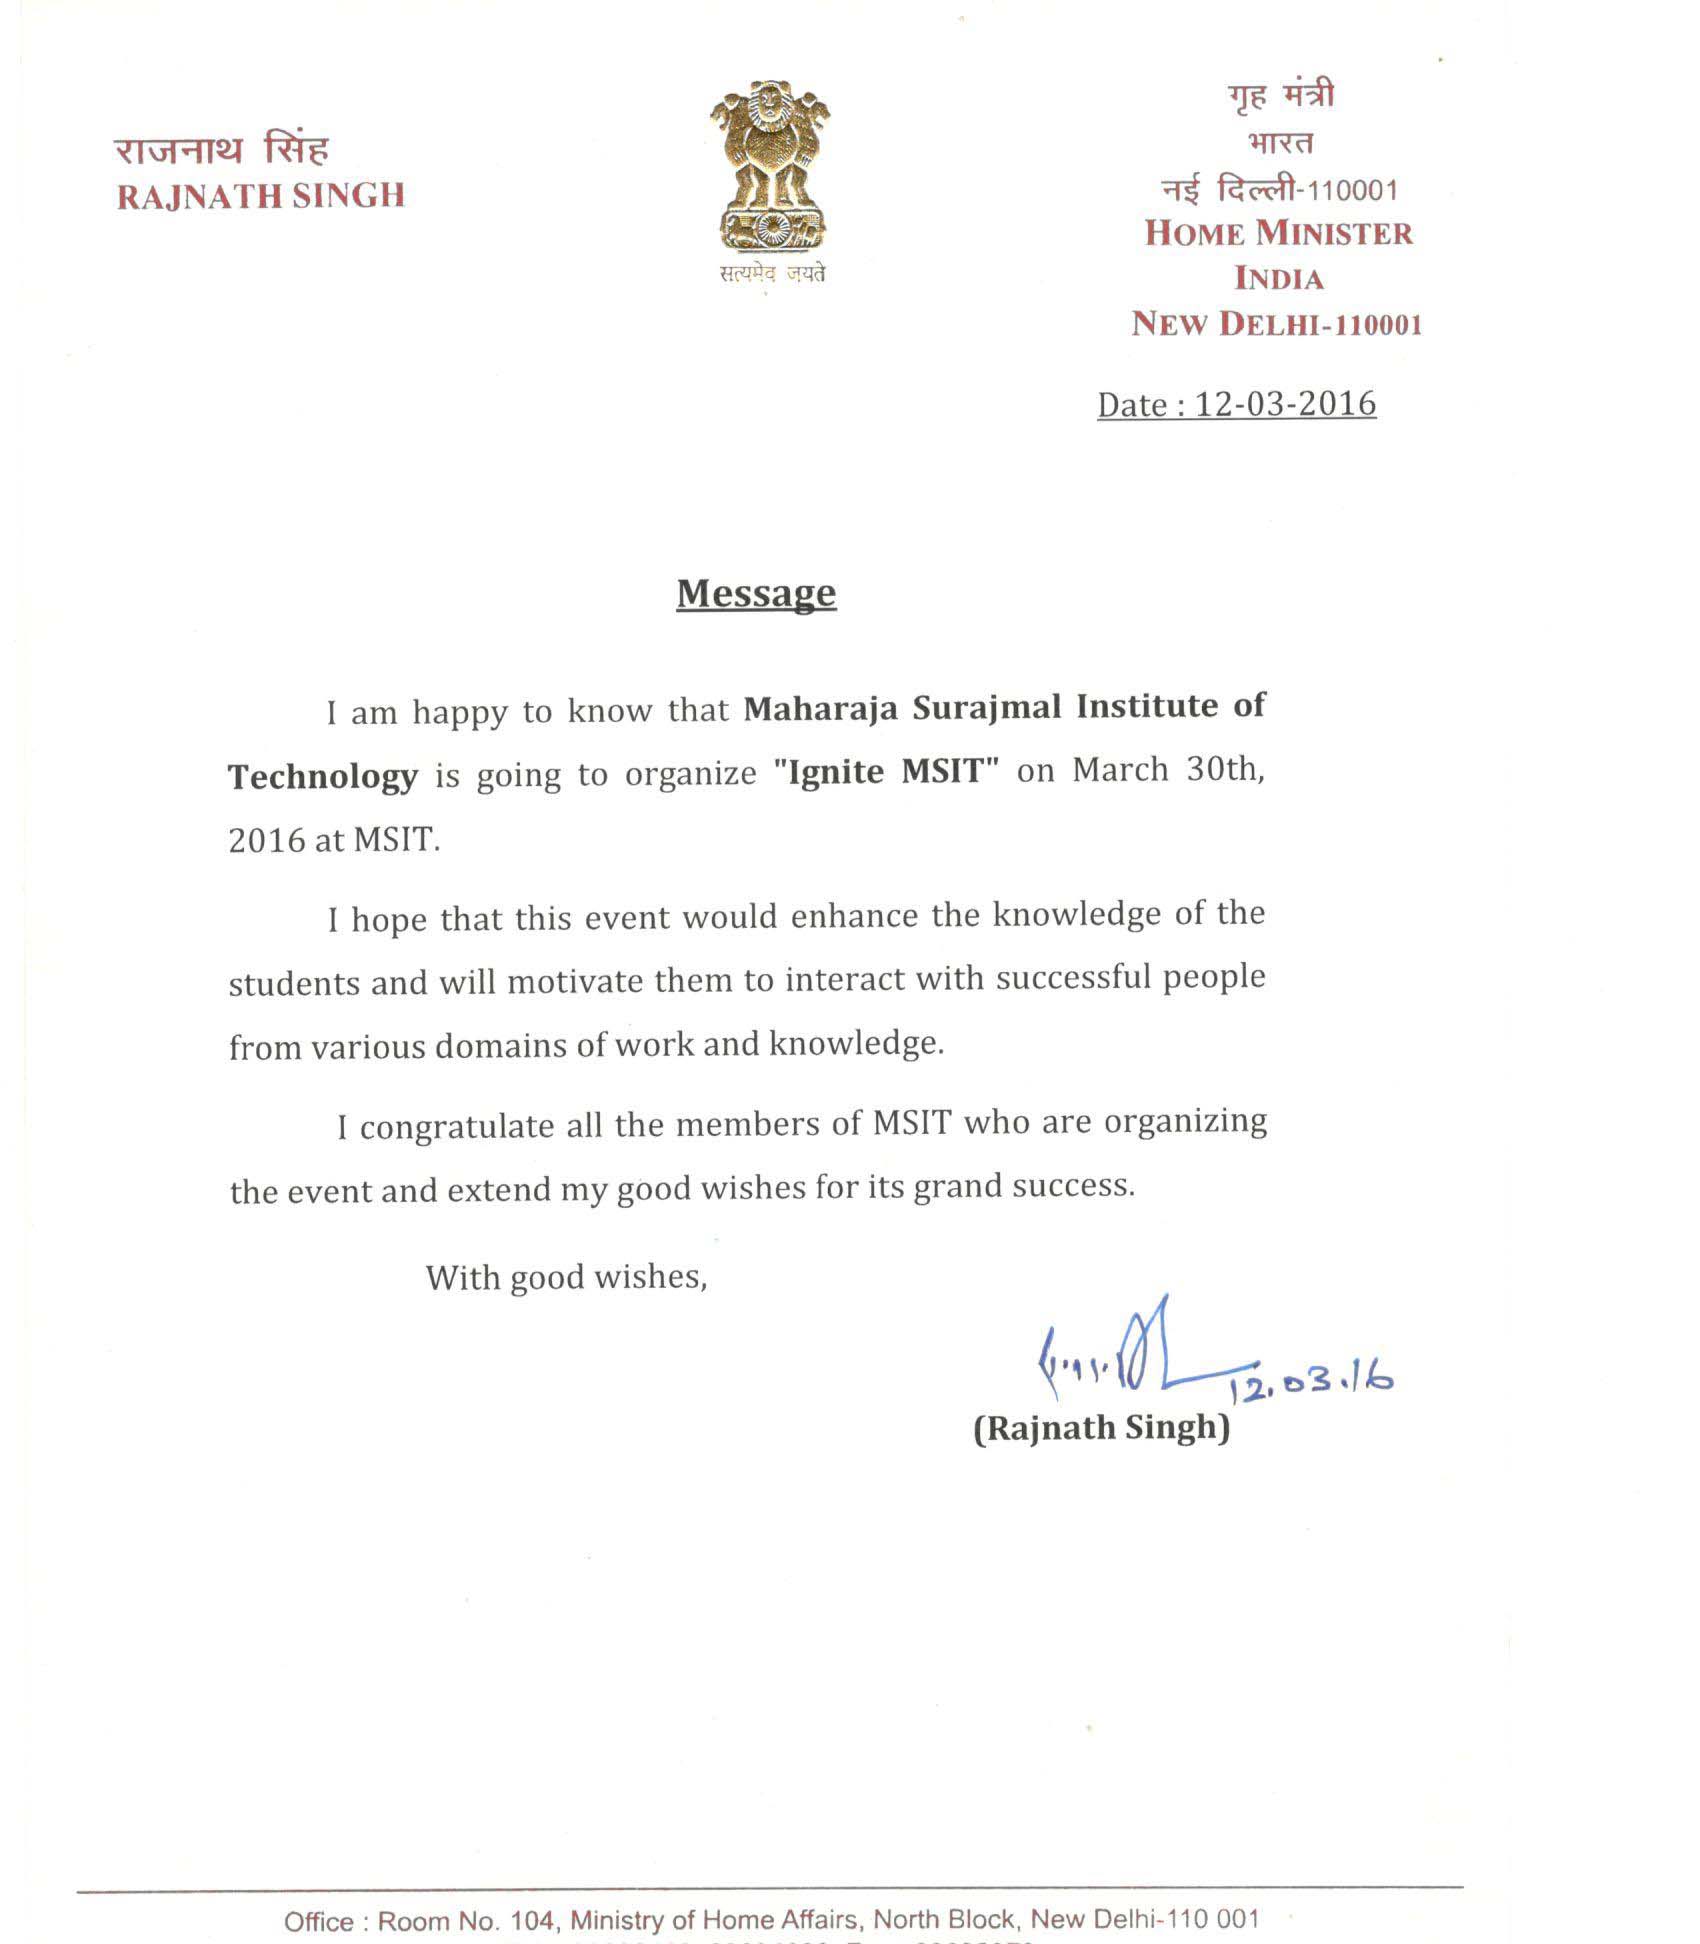 राजनाथ सिंह
RAJNATH SINGH
सत्यमेव जयते
गृह मंत्री
भारत
नई दिल्ली-110001
HOME MINISTER
INDIA
NEW DELHI-110001
Date : 12-03-2016
Message
I am happy to know that Maharaja Surajmal Institute of
Technology is going to organize "Ignite MSIT" on March 30th,
2016 at MSIT.
I hope that this event would enhance the knowledge of the
students and will motivate them to interact with successful people
from various domains of work and knowledge.
I congratulate all the members of MSIT who are organizing
the event and extend my good wishes for its grand success.
With good wishes,
12.03.16
(Rajnath Singh)
Office : Room No. 104, Ministry of Home Affairs, North Block, New Delhi-110 001